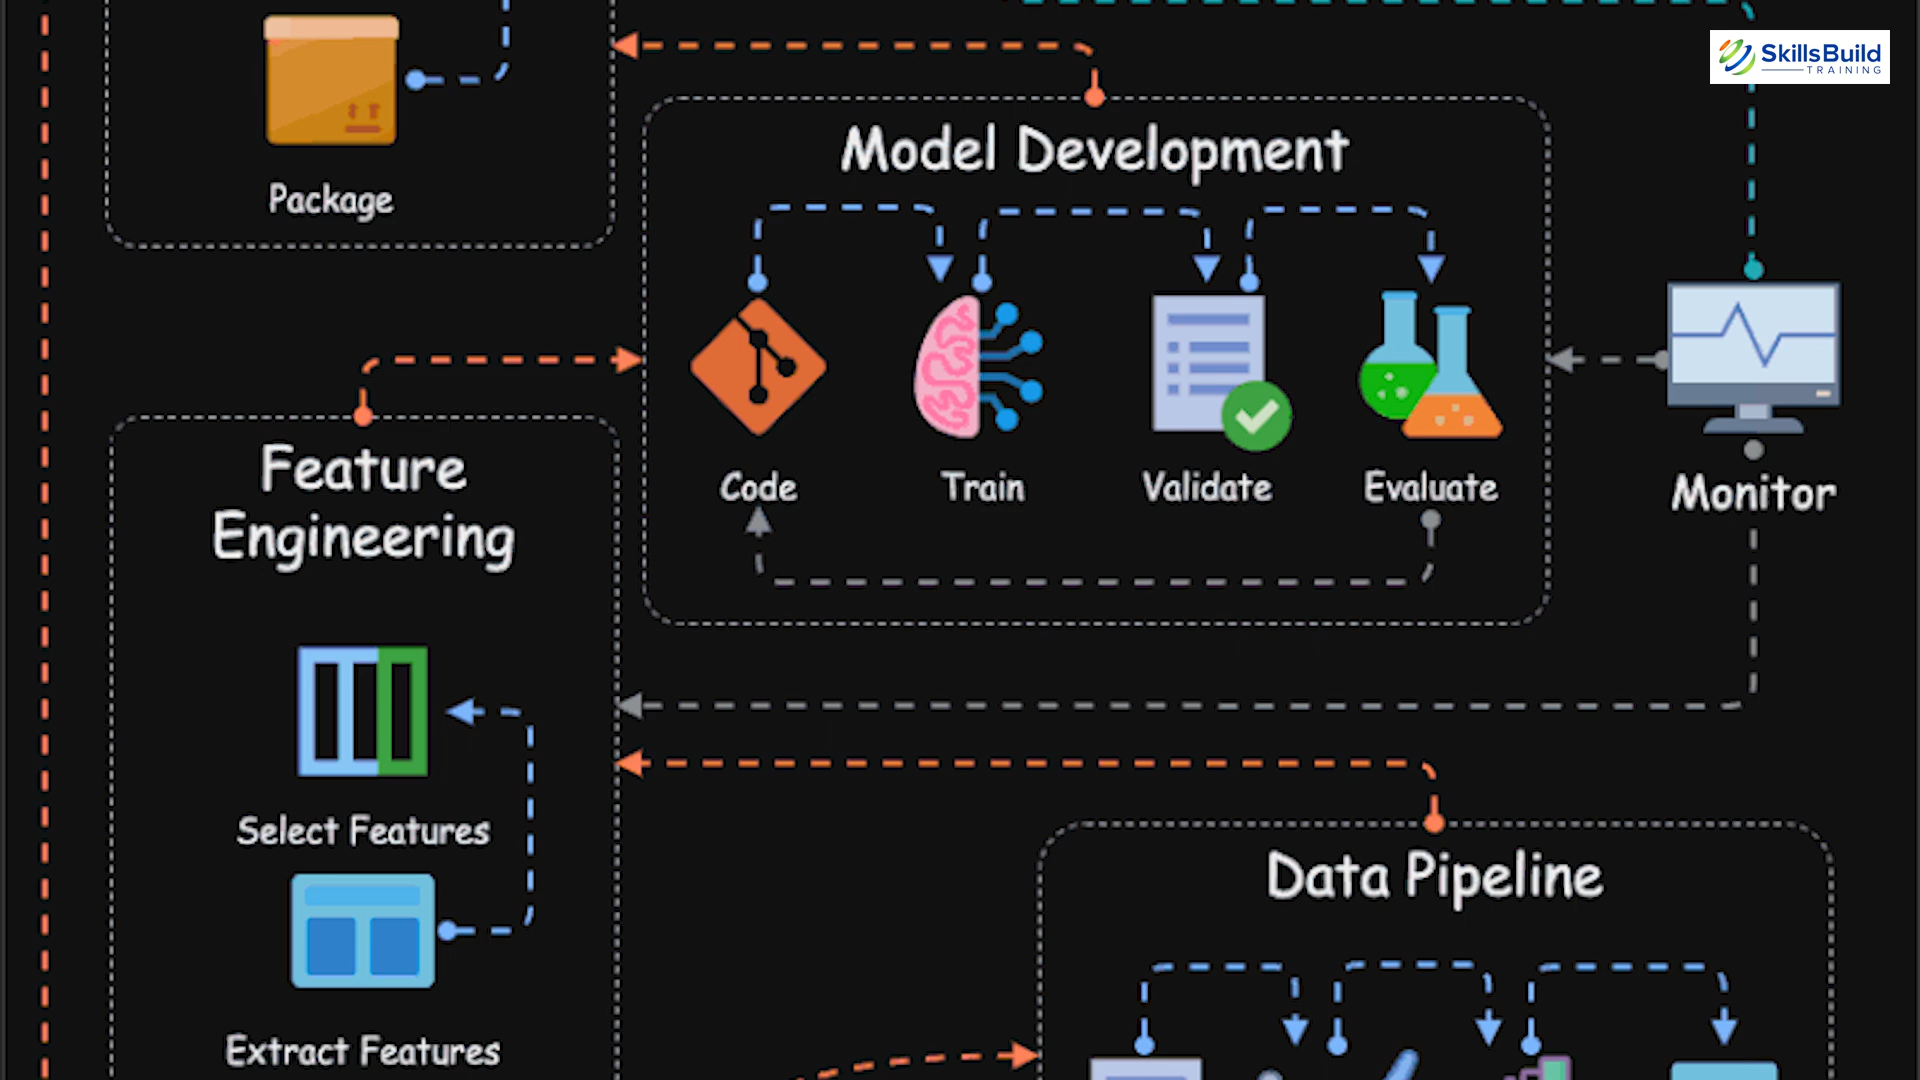 SkillsBuild
TRAINING
Package
Model Development
Code
Train
Validate
Evaluate
Monitor
Feature
Engineering
Select Features
Extract Features
Data Pipeline